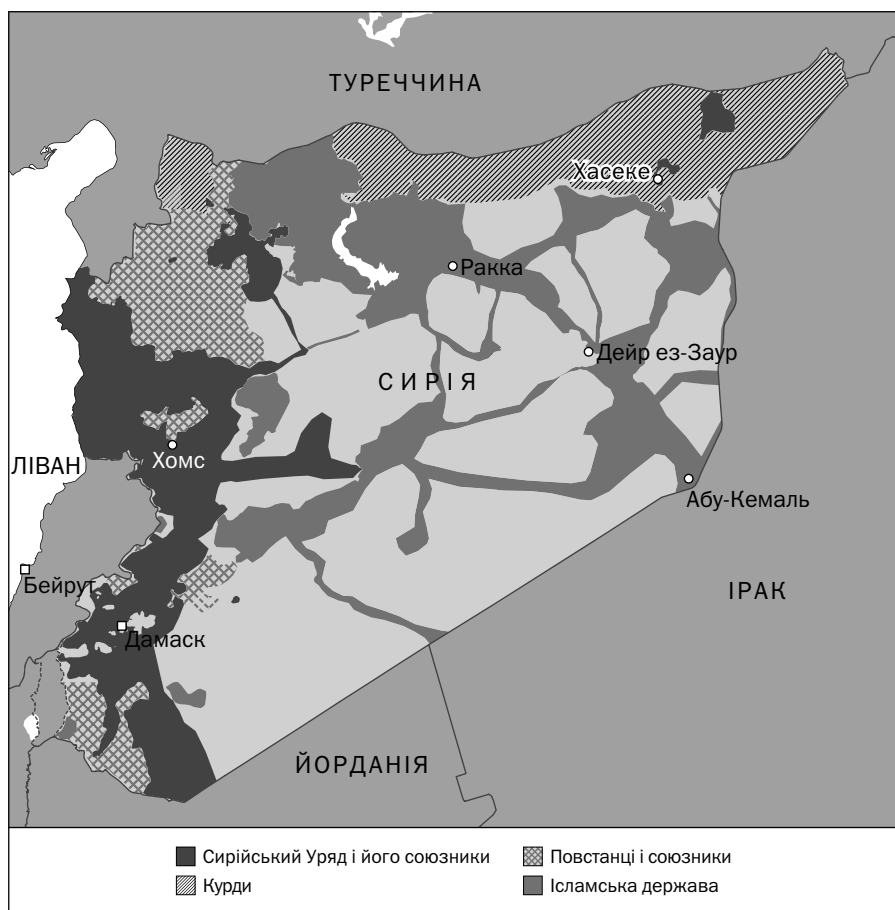 ТУРЕЧЧИНА
Хасеке
Ракка
Дейр ез-Заур
СИРІЯ
ЛІВАН
Хомс
Абу-Кемаль
Бейрут
ІРАК
Дамаск
ЙОРДАНІЯ
Сирійський Уряд і його союзники
Повстанці і союзники
Курди
Ісламська держава